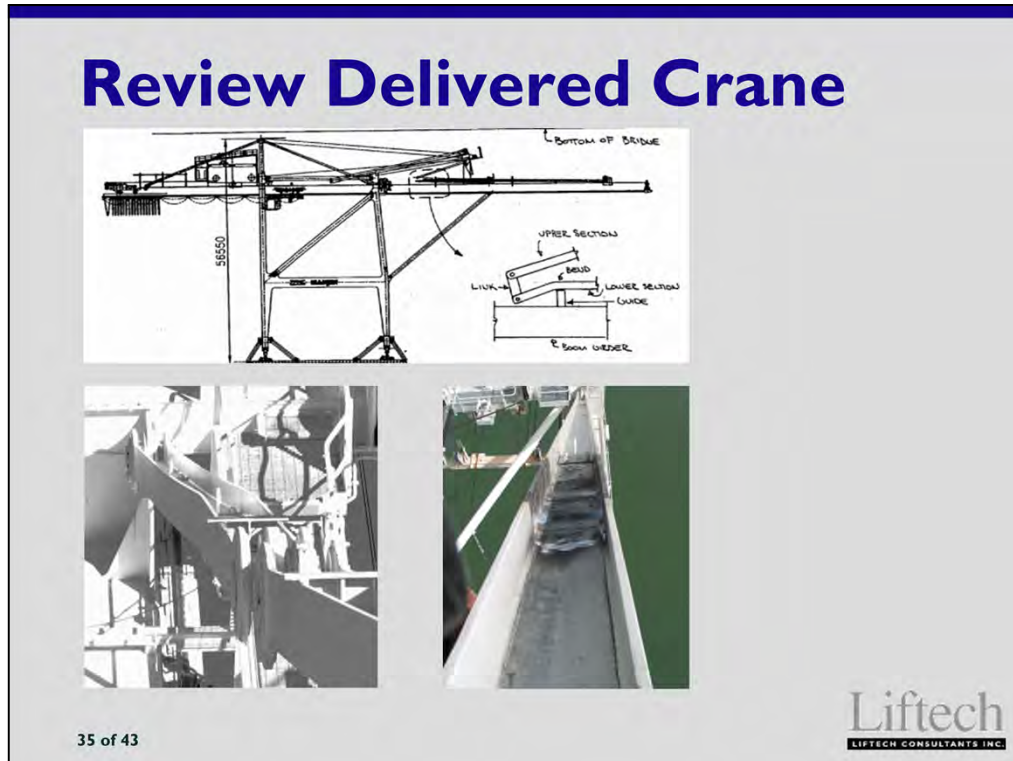 Review Delivered Crane
BOTTOM OF BRIDGE
56550
UPPER SECTION
BEND
LINK
LOWER SECTION
GUIDE
BOOM GIRDER
35 of 43
Liftech
LIFTECH CONSULTANTS INC.